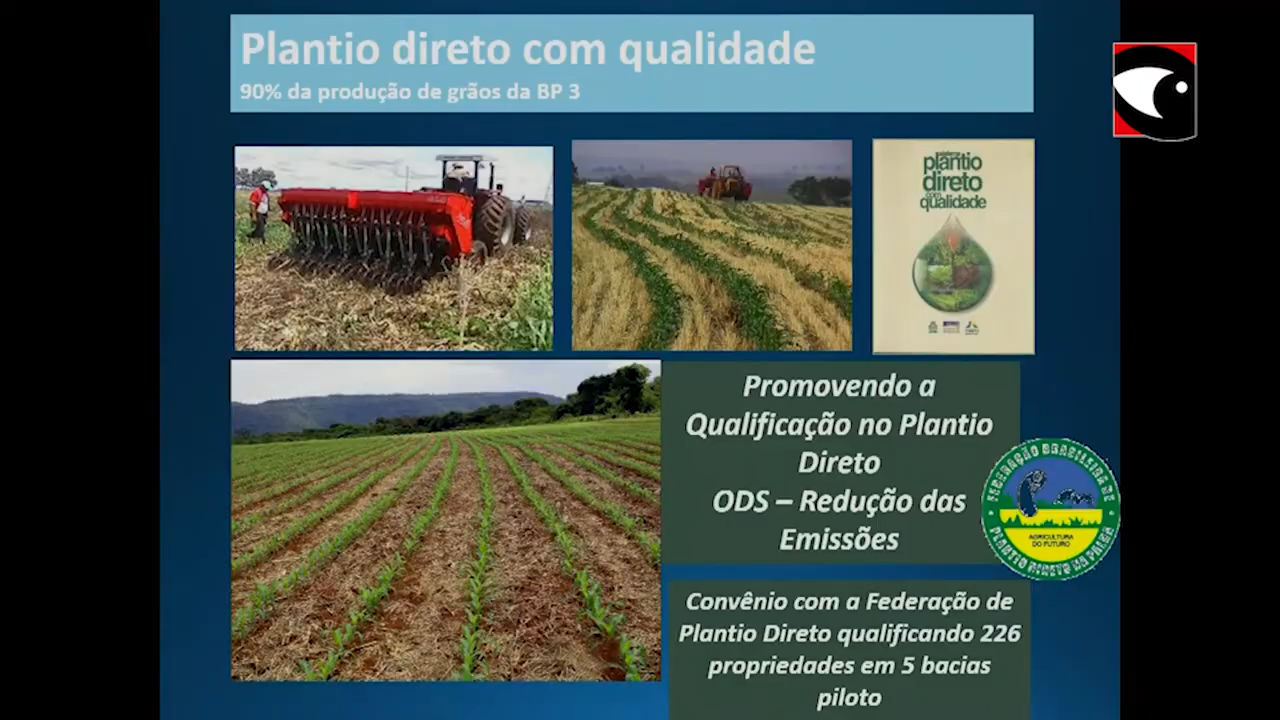 Plantio direto com qualidade
90% da produção de grãos da BP 3
plantio
direto
com
qualidade
Promovendo a
Qualificação no Plantio
Direto
ODS – Redução das
Emissões
FEDERAÇÃO BRASILEIRA DE
PLANTIO DIRETO NA PALHA
AGRICULTURA
DO FUTURO
Convênio com a Federação de
Plantio Direto qualificando 226
propriedades em 5 bacias
piloto